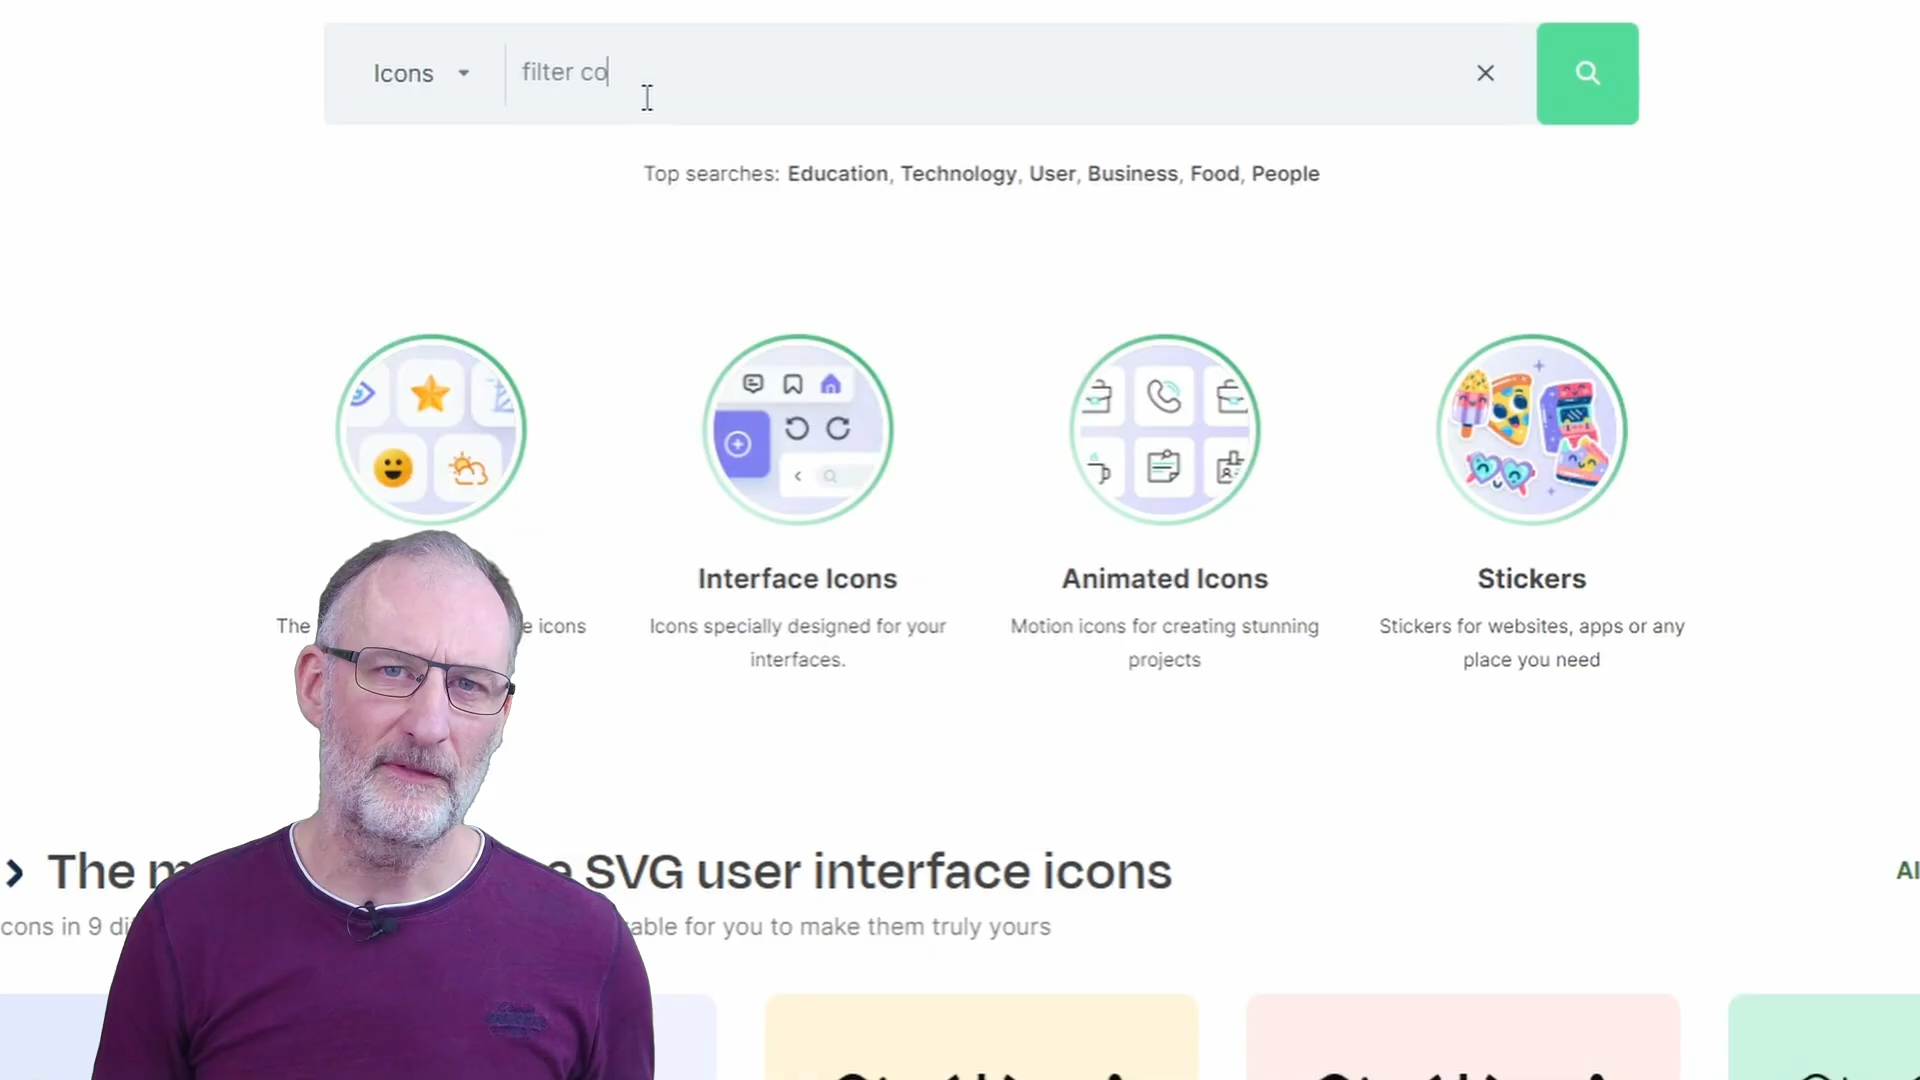 Icons
filter co
Top searches: Education, Technology, User, Business, Food, People
Interface Icons
Animated Icons
Stickers
The
e icons
Icons specially designed for your
interfaces.
Motion icons for creating stunning
projects
Stickers for websites, apps or any
place you need
The m
e SVG user interface icons
Al
cons in 9 di
able for you to make them truly yours